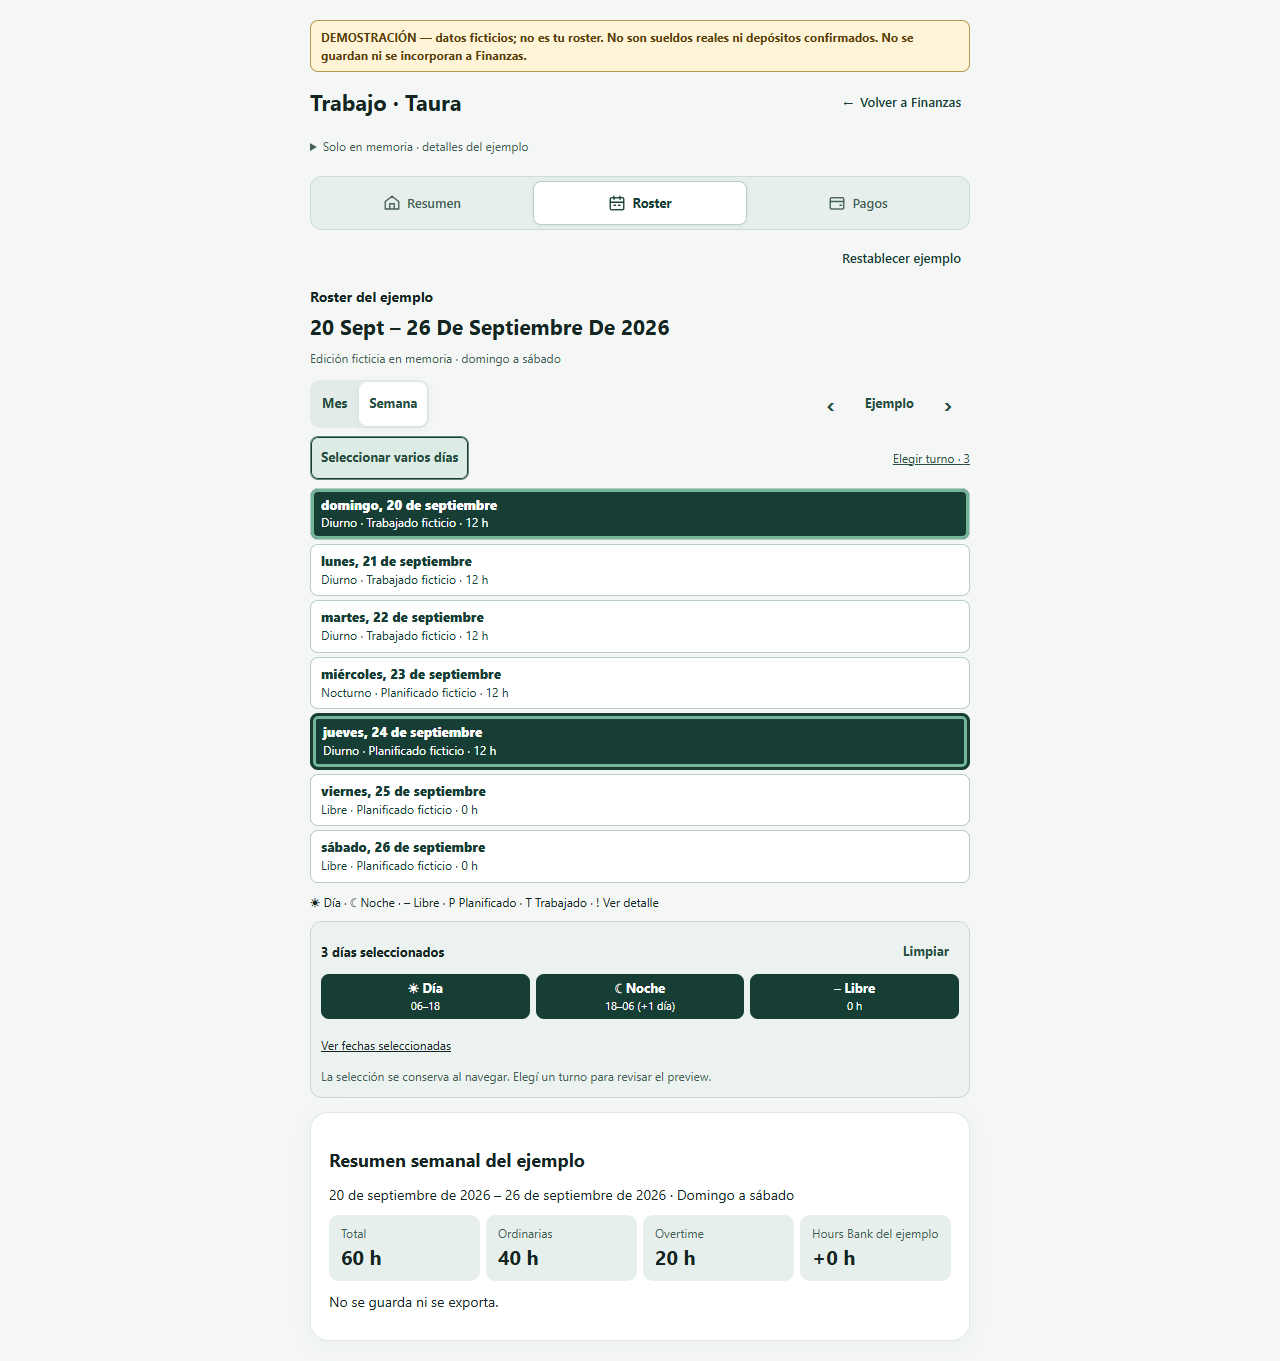 DEMOSTRACIÓN — datos ficticios; no es tu roster. No son sueldos reales ni depósitos confirmados. No se
guardan ni se incorporan a Finanzas.
Trabajo · Taura
← Volver a Finanzas
▶ Solo en memoria · detalles del ejemplo
Resumen
Roster
Pagos
Restablecer ejemplo
Roster del ejemplo
20 Sept – 26 De Septiembre De 2026
Edición ficticia en memoria · domingo a sábado
Mes
Semana
‹
Ejemplo
›
Seleccionar varios días
Elegir turno · 3
domingo, 20 de septiembre
Diurno · Trabajado ficticio · 12 h
lunes, 21 de septiembre
Diurno · Trabajado ficticio · 12 h
martes, 22 de septiembre
Diurno · Trabajado ficticio · 12 h
miércoles, 23 de septiembre
Nocturno · Planificado ficticio · 12 h
jueves, 24 de septiembre
Diurno · Planificado ficticio · 12 h
viernes, 25 de septiembre
Libre · Planificado ficticio · 0 h
sábado, 26 de septiembre
Libre · Planificado ficticio · 0 h
☀ Día · ☾ Noche · – Libre · P Planificado · T Trabajado · ! Ver detalle
3 días seleccionados
Limpiar
☀ Día
06–18
☾ Noche
18–06 (+1 día)
– Libre
0 h
Ver fechas seleccionadas
La selección se conserva al navegar. Elegí un turno para revisar el preview.
Resumen semanal del ejemplo
20 de septiembre de 2026 – 26 de septiembre de 2026 · Domingo a sábado
Total
60 h
Ordinarias
40 h
Overtime
20 h
Hours Bank del ejemplo
+0 h
No se guarda ni se exporta.